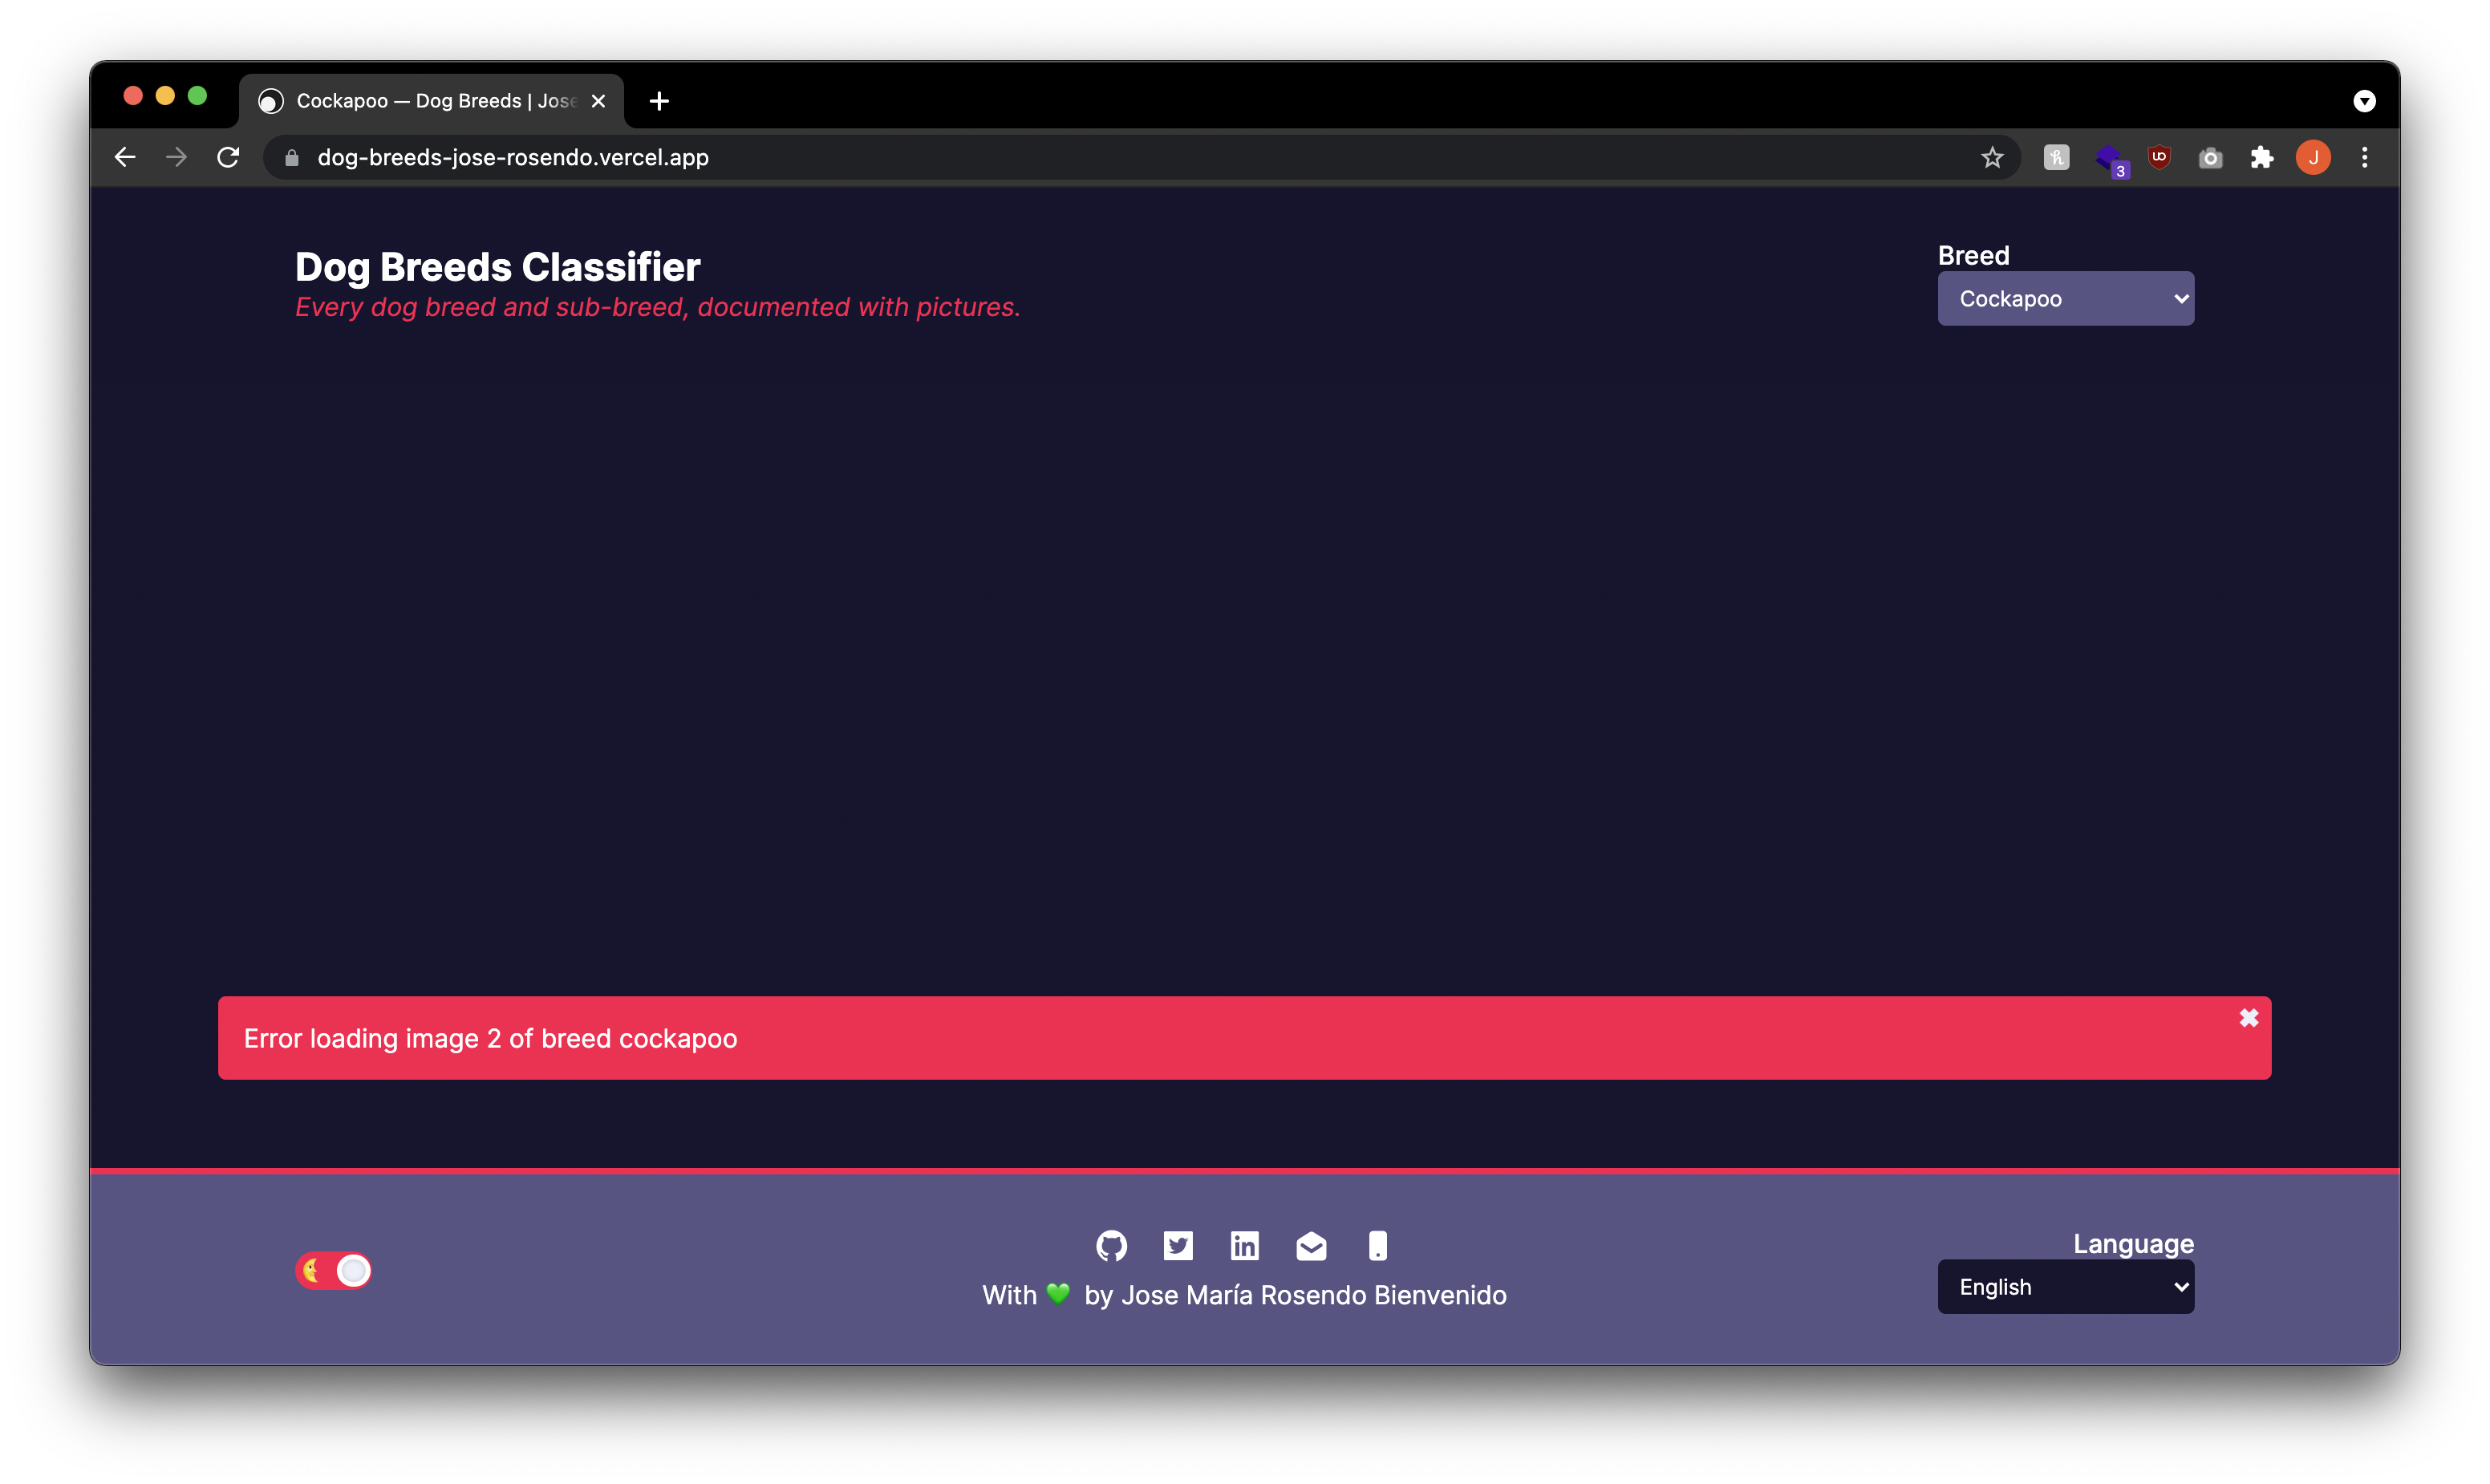 Cockapoo — Dog Breeds | Jose
dog-breeds-jose-rosendo.vercel.app
3
J
Dog Breeds Classifier
Every dog breed and sub-breed, documented with pictures.
Breed
Cockapoo
Error loading image 2 of breed cockapoo
With 💚 by Jose María Rosendo Bienvenido
Language
English